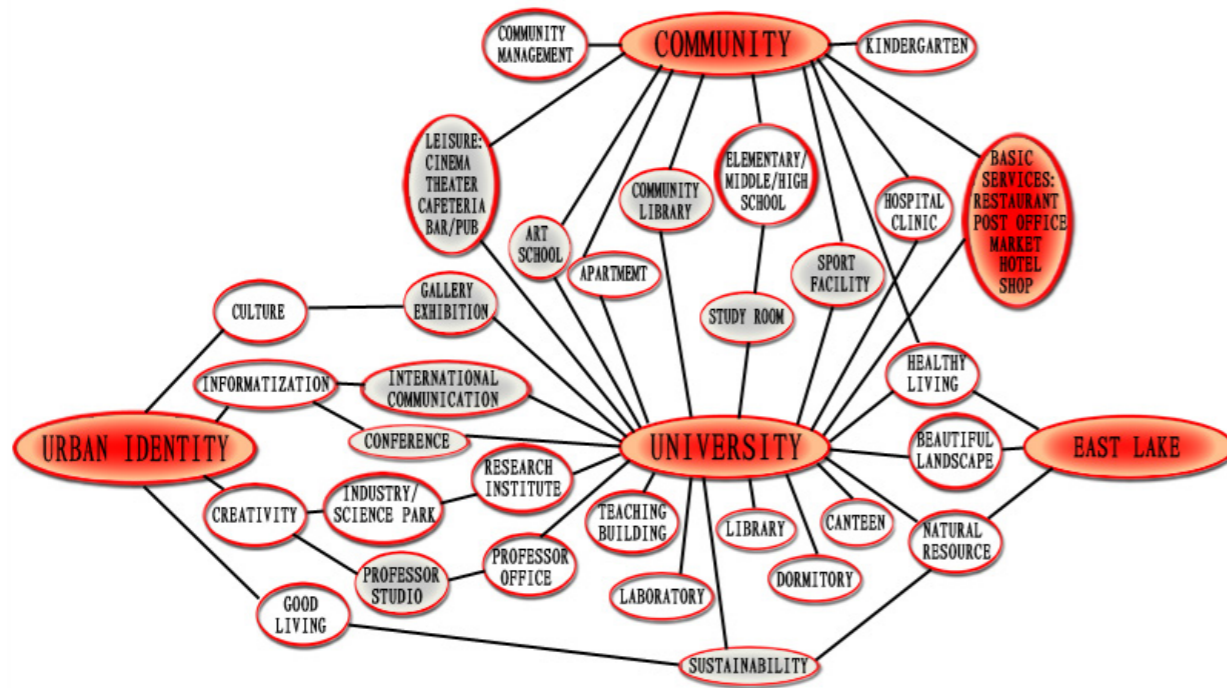 COMMUNITY
MANAGEMENT
COMMUNITY
KINDERGARTEN
LEISURE:
CINEMA
THEATER
CAFETERIA
BAR/PUB
ART
SCHOOL
APARTMEMT
COMMUNITY
LIBRARY
ELEMENTARY/
MIDDLE/HIGH
SCHOOL
STUDY ROOM
SPORT
FACILITY
HOSPITAL
CLINIC
BASIC
SERVICES:
RESTAURANT
POST OFFICE
MARKET
HOTEL
SHOP
CULTURE
GALLERY
EXHIBITION
INFORMATIZATION
INTERNATIONAL
COMMUNICATION
CONFERENCE
HEALTHY
LIVING
URBAN IDENTITY
UNIVERSITY
BEAUTIFUL
LANDSCAPE
EAST LAKE
CREATIVITY
INDUSTRY/
SCIENCE PARK
RESEARCH
INSTITUTE
TEACHING
BUILDING
LIBRARY
CANTEEN
NATURAL
RESOURCE
PROFESSOR
STUDIO
PROFESSOR
OFFICE
LABORATORY
DORMITORY
GOOD
LIVING
SUSTAINABILITY